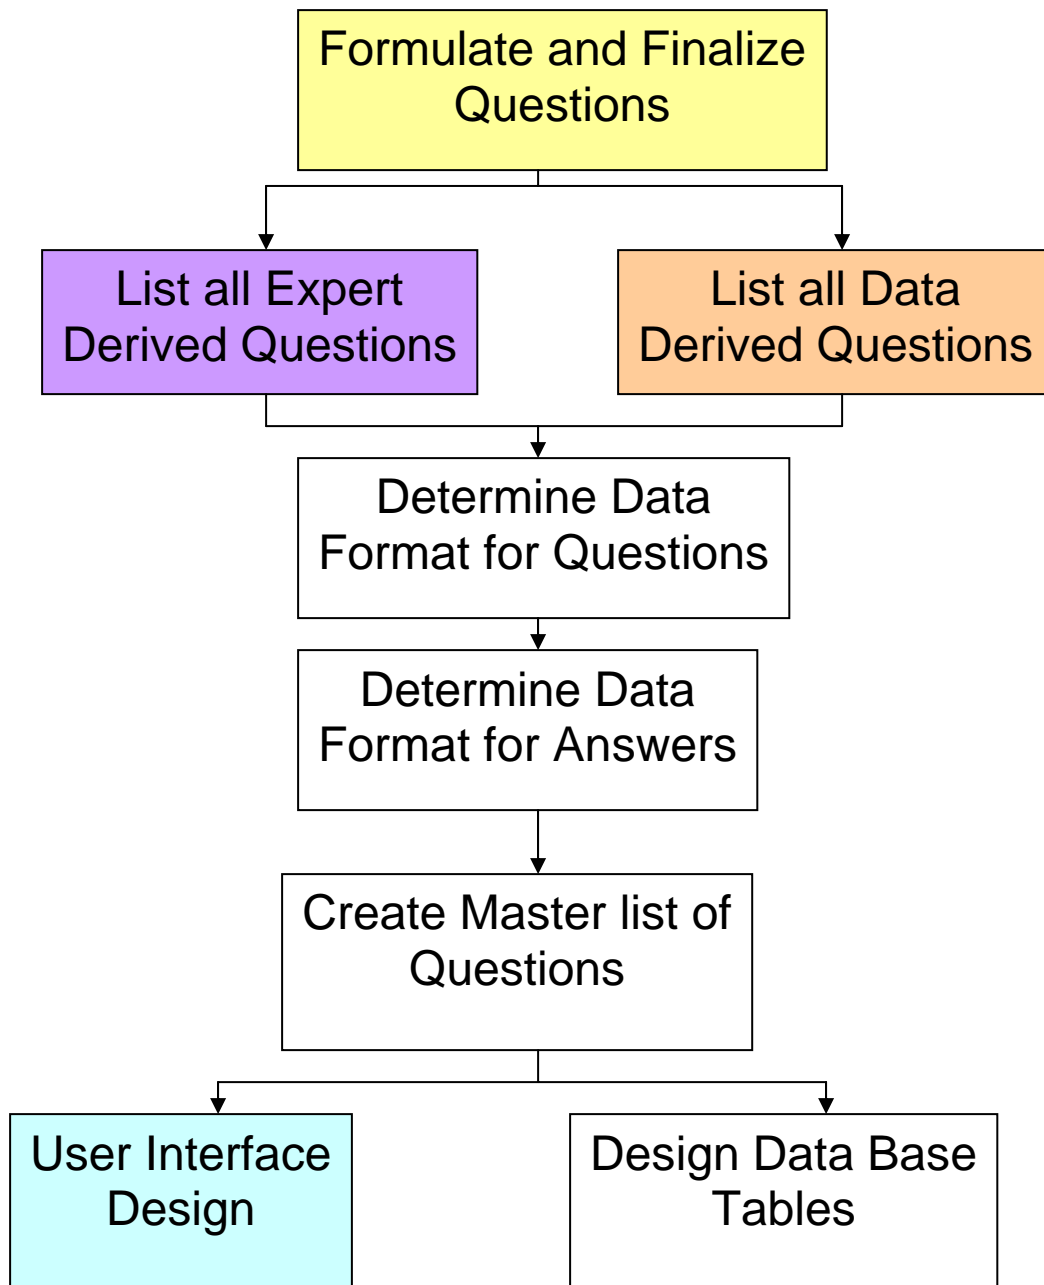 Formulate and Finalize
Questions
List all Expert
Derived Questions
List all Data
Derived Questions
Determine Data
Format for Questions
Determine Data
Format for Answers
Create Master list of
Questions
User Interface
Design
Design Data Base
Tables